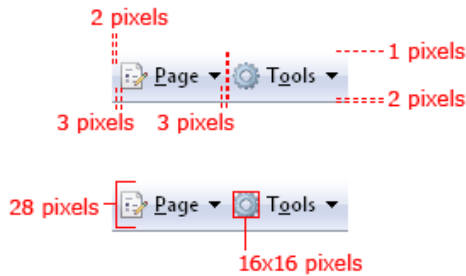 2 pixels
1 pixels
Page Tools
2 pixels
3 pixels 3 pixels
28 pixels Page Tools
16x16 pixels